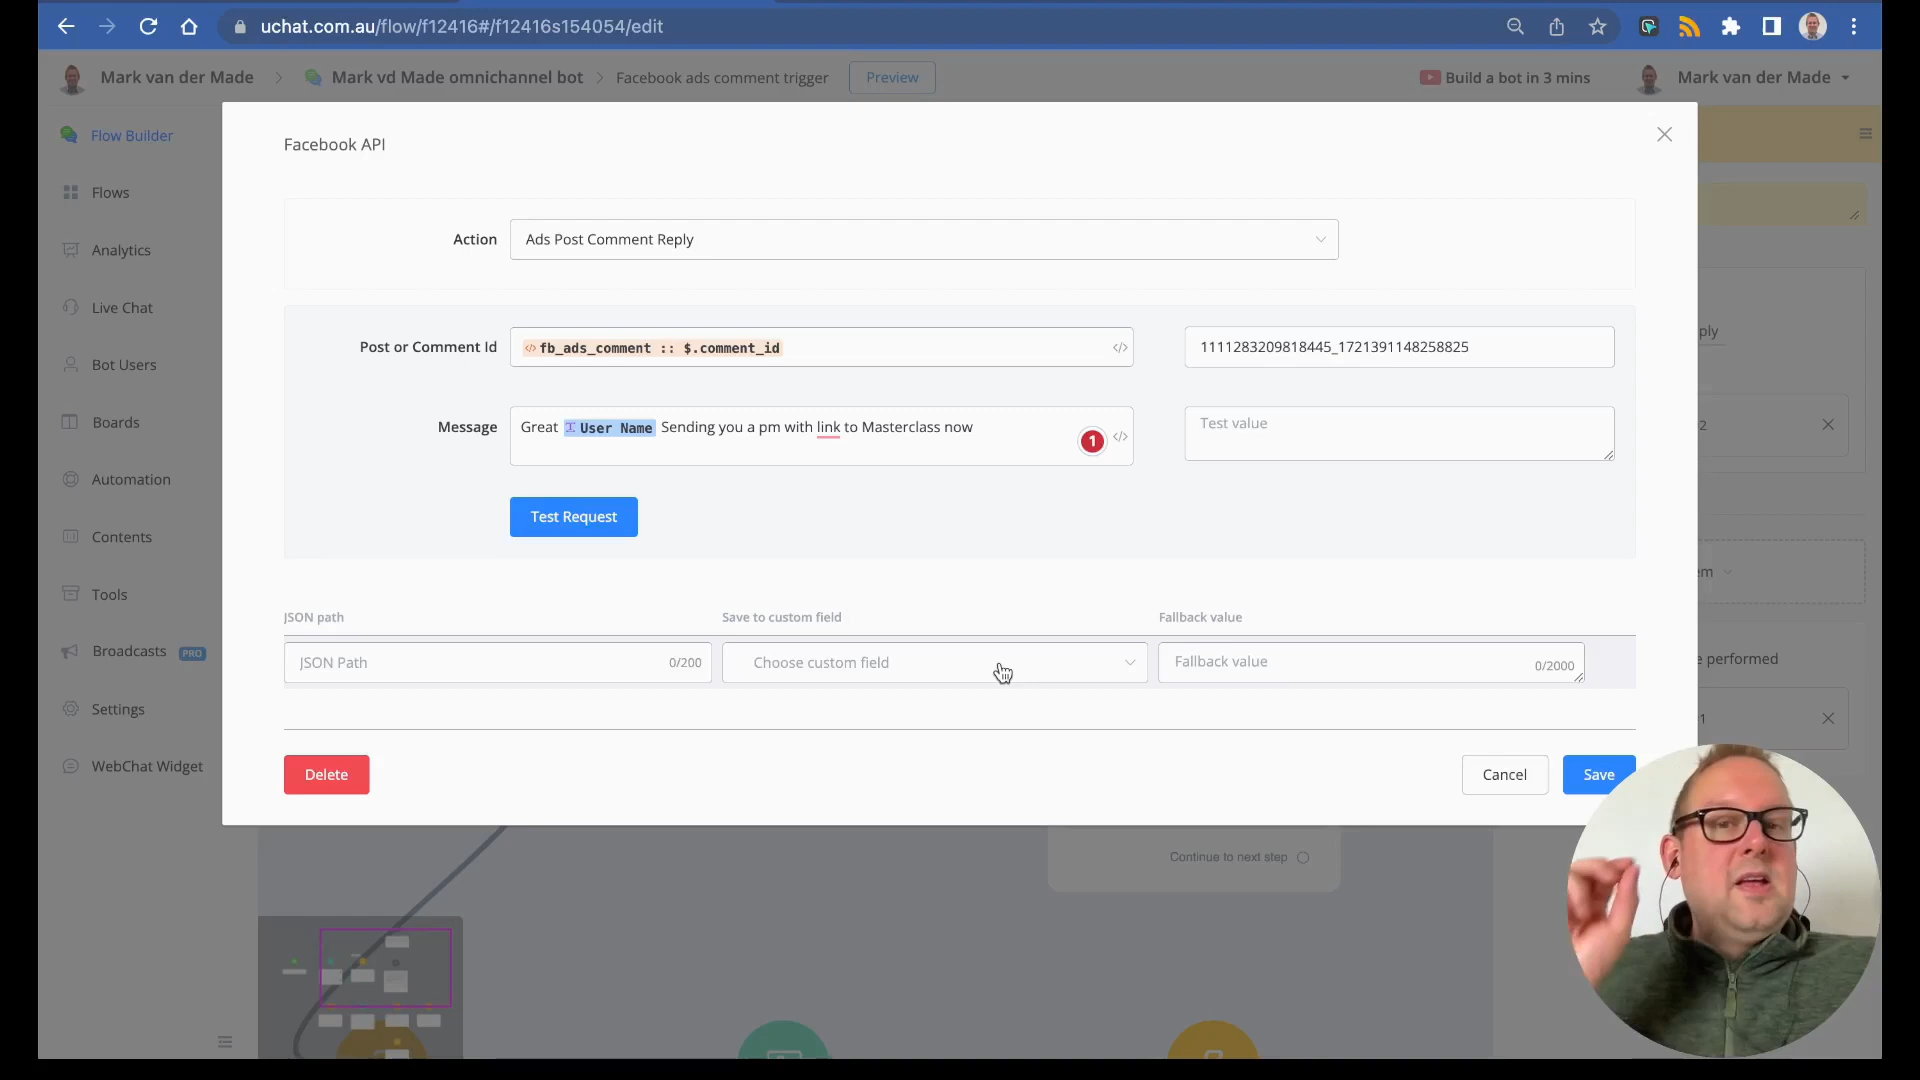 uchat.com.au/flow/f12416#/f12416s154054/edit
Mark van der Made > Mark vd Made omnichannel bot > Facebook ads comment trigger Preview Build a bot in 3 mins Mark van der Made
Flow Builder
Flows
Analytics
Live Chat
Bot Users
Boards
Automation
Contents
Tools
Broadcasts PRO
Settings
WebChat Widget
Facebook API
Action Ads Post Comment Reply
Post or Comment Id </> fb_ads_comment :: $.comment_id </> 1111283209818445_1721391148258825
Message Great User Name Sending you a pm with link to Masterclass now 1 </> Test value
Test Request
JSON path Save to custom field Fallback value
JSON Path 0/200 Choose custom field Fallback value 0/2000
Delete Cancel Save
ply
2
em
e performed
1
Continue to next step